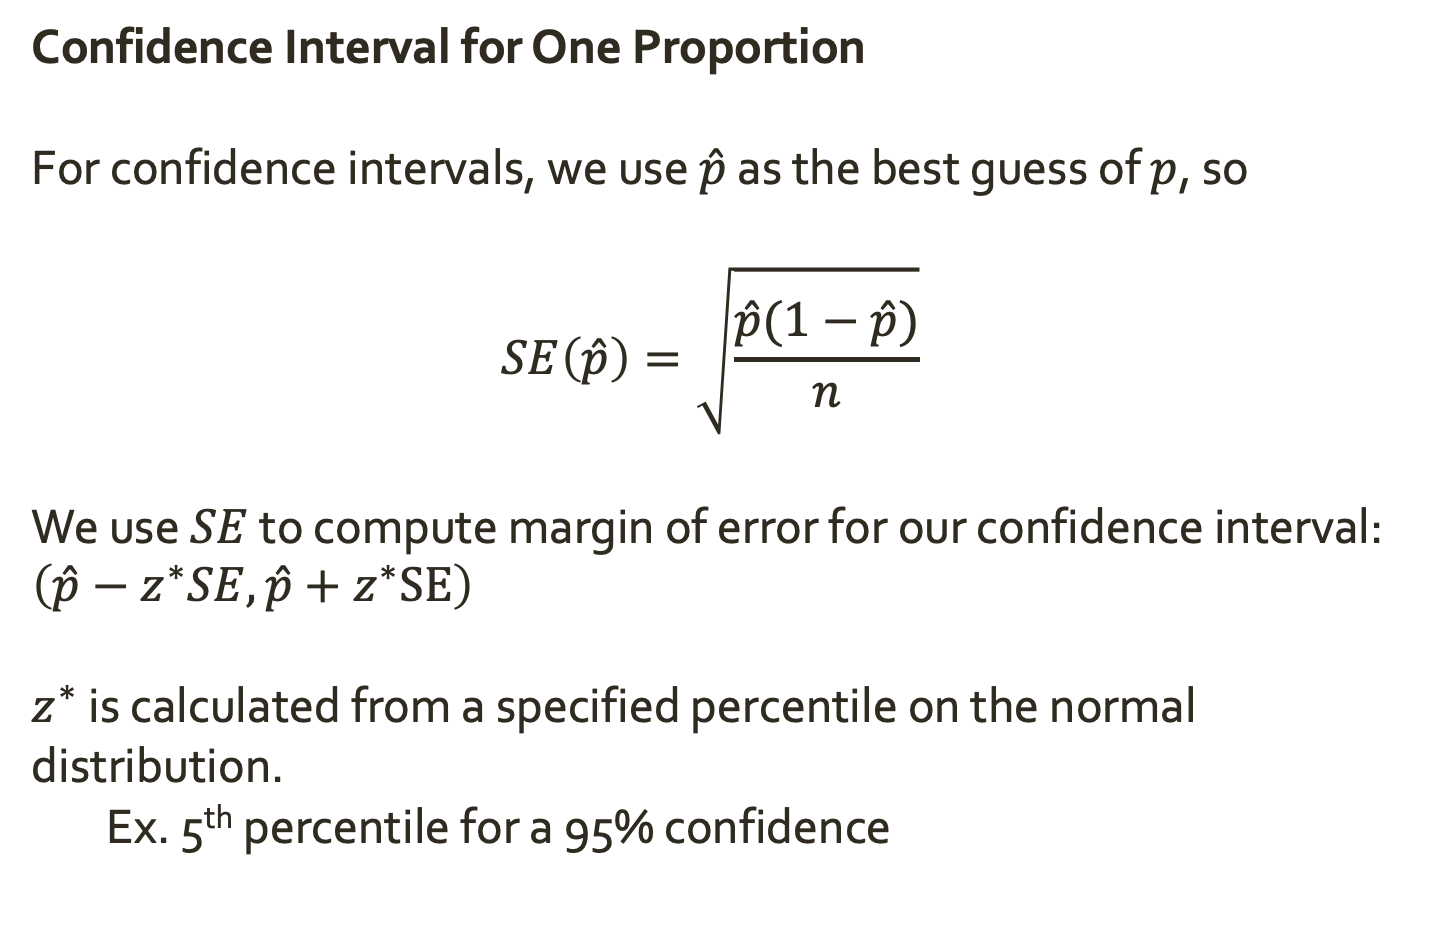 Confidence Interval for One Proportion
For confidence intervals, we use p̂ as the best guess of p, so
SE(p̂) = √(p̂(1 − p̂)/n)
We use SE to compute margin of error for our confidence interval:
(p̂ − z*SE, p̂ + z*SE)
z* is calculated from a specified percentile on the normal
distribution.
Ex. 5th percentile for a 95% confidence